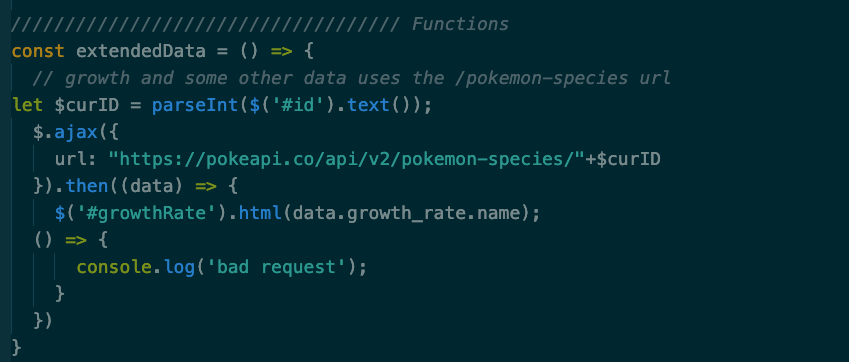 //////////////////////////////////// Functions
const extendedData = () => {
// growth and some other data uses the /pokemon-species url
let $curID = parseInt($('#id').text());
$.ajax({
url: "https://pokeapi.co/api/v2/pokemon-species/"+$curID
}).then((data) => {
$('#growthRate').html(data.growth_rate.name);
() => {
console.log('bad request');
}
})
}